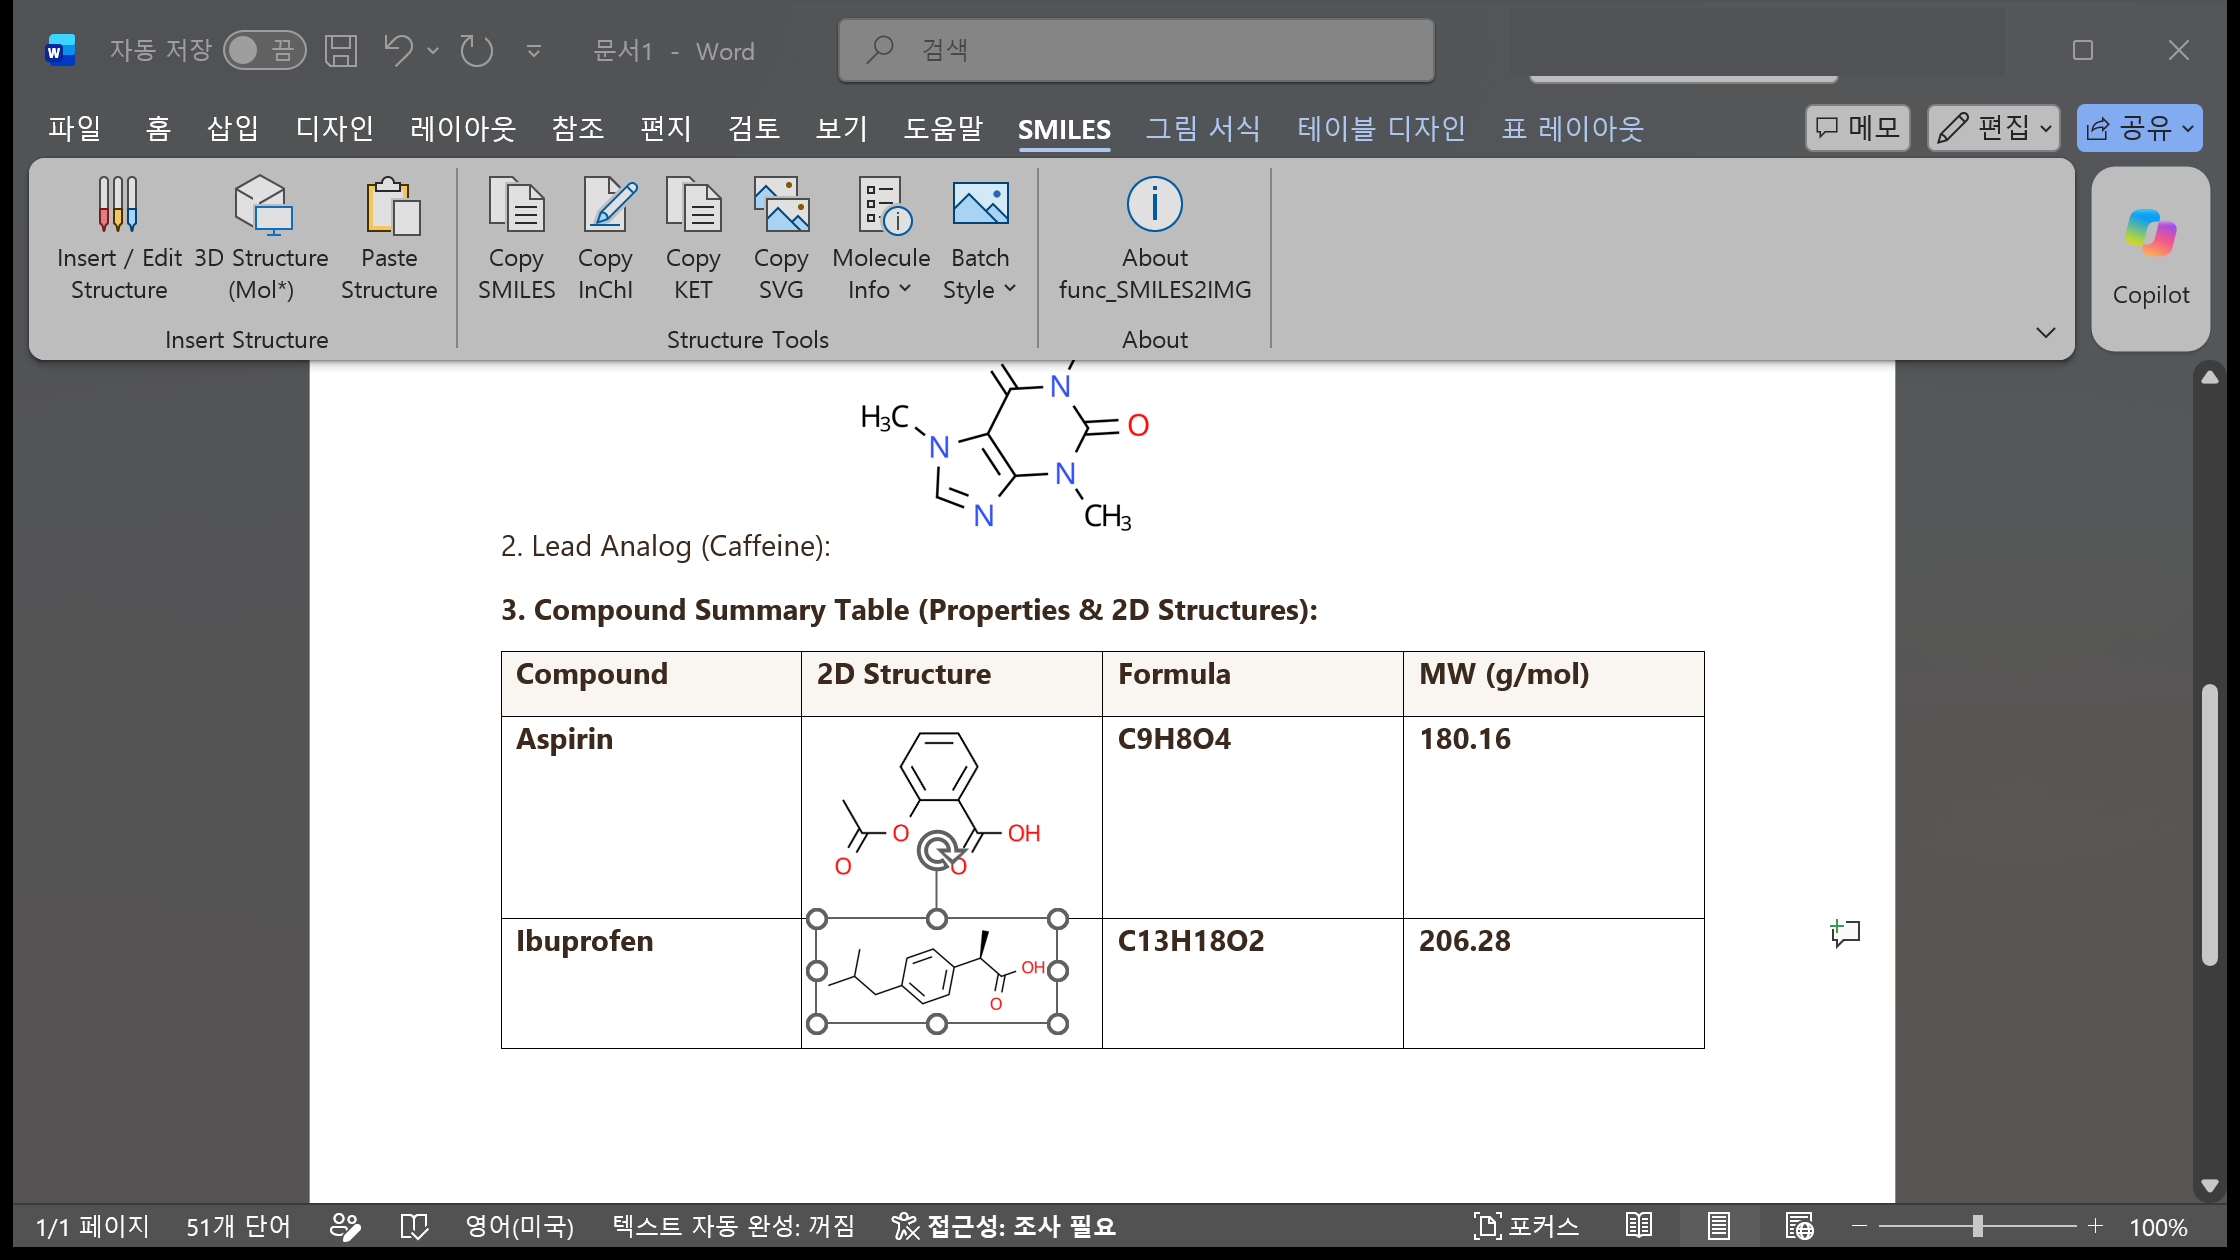 자동 저장 끔 문서1 - Word 검색
파일 홈 삽입 디자인 레이아웃 참조 편지 검토 보기 도움말 SMILES 그림 서식 테이블 디자인 표 레이아웃 메모 편집 공유
Insert / Edit Structure
3D Structure (Mol*)
Paste Structure
Copy SMILES
Copy InChI
Copy KET
Copy SVG
Molecule Info
Batch Style
About func_SMILES2IMG
Copilot
Insert Structure Structure Tools About
N
H3C
O
N
N
N
CH3
2. Lead Analog (Caffeine):
3. Compound Summary Table (Properties & 2D Structures):
Compound 2D Structure Formula MW (g/mol)
Aspirin C9H8O4 180.16
O OH
O O
Ibuprofen C13H18O2 206.28
OH
O
1/1 페이지 51개 단어 영어(미국) 텍스트 자동 완성: 꺼짐 접근성: 조사 필요 포커스 100%